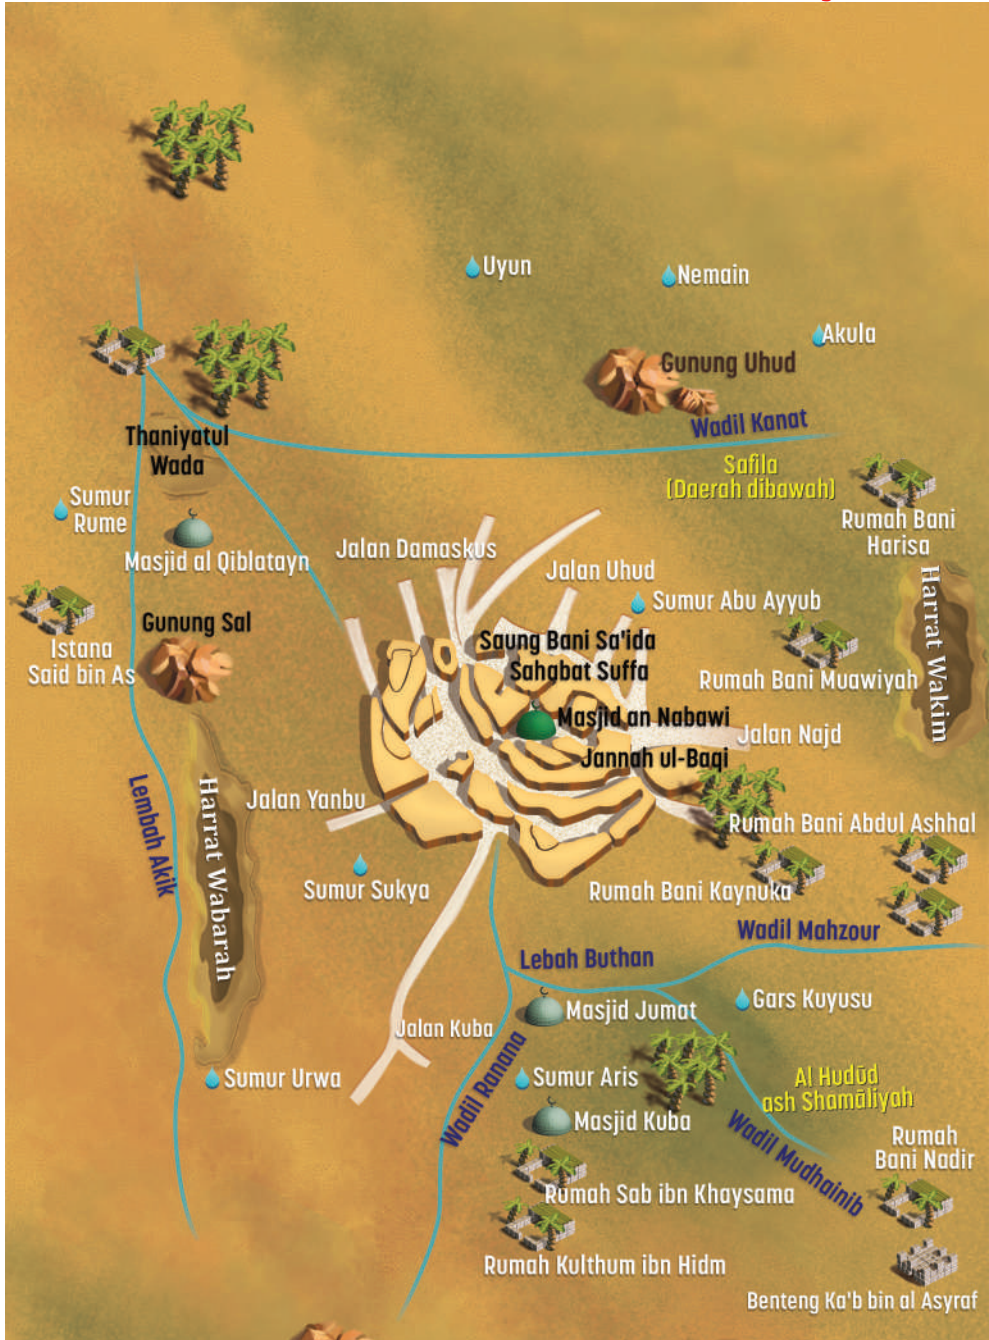 Uyun
Nemain
Akula
Gunung Uhud
Wadil Kanat
Thaniyatul
Wada
Safila
(Daerah dibawah)
Sumur
Rume
Rumah Bani
Harisa
Masjid al Qiblatayn
Jalan Damaskus
Jalan Uhud
Sumur Abu Ayyub
Gunung Sal
Istana
Said bin As
Saung Bani Sa'ida
Sahabat Suffa
Rumah Bani Muawiyah
Harrat Wakim
Masjid an Nabawi
Jalan Najd
Jannah ul-Baqi
Lembah Akik
Harrat Wabarah
Jalan Yanbu
Rumah Bani Abdul Ashhal
Sumur Sukya
Rumah Bani Kaynuka
Wadil Mahzour
Lebah Buthan
Masjid Jumat
Gars Kuyusu
Jalan Kuba
Wadil Ranana
Sumur Urwa
Sumur Aris
Al Hudūd
ash Shamāliyah
Masjid Kuba
Wadil Mudhainib
Rumah
Bani Nadir
Rumah Sab ibn Khaysama
Rumah Kulthum ibn Hidm
Benteng Ka'b bin al Asyraf